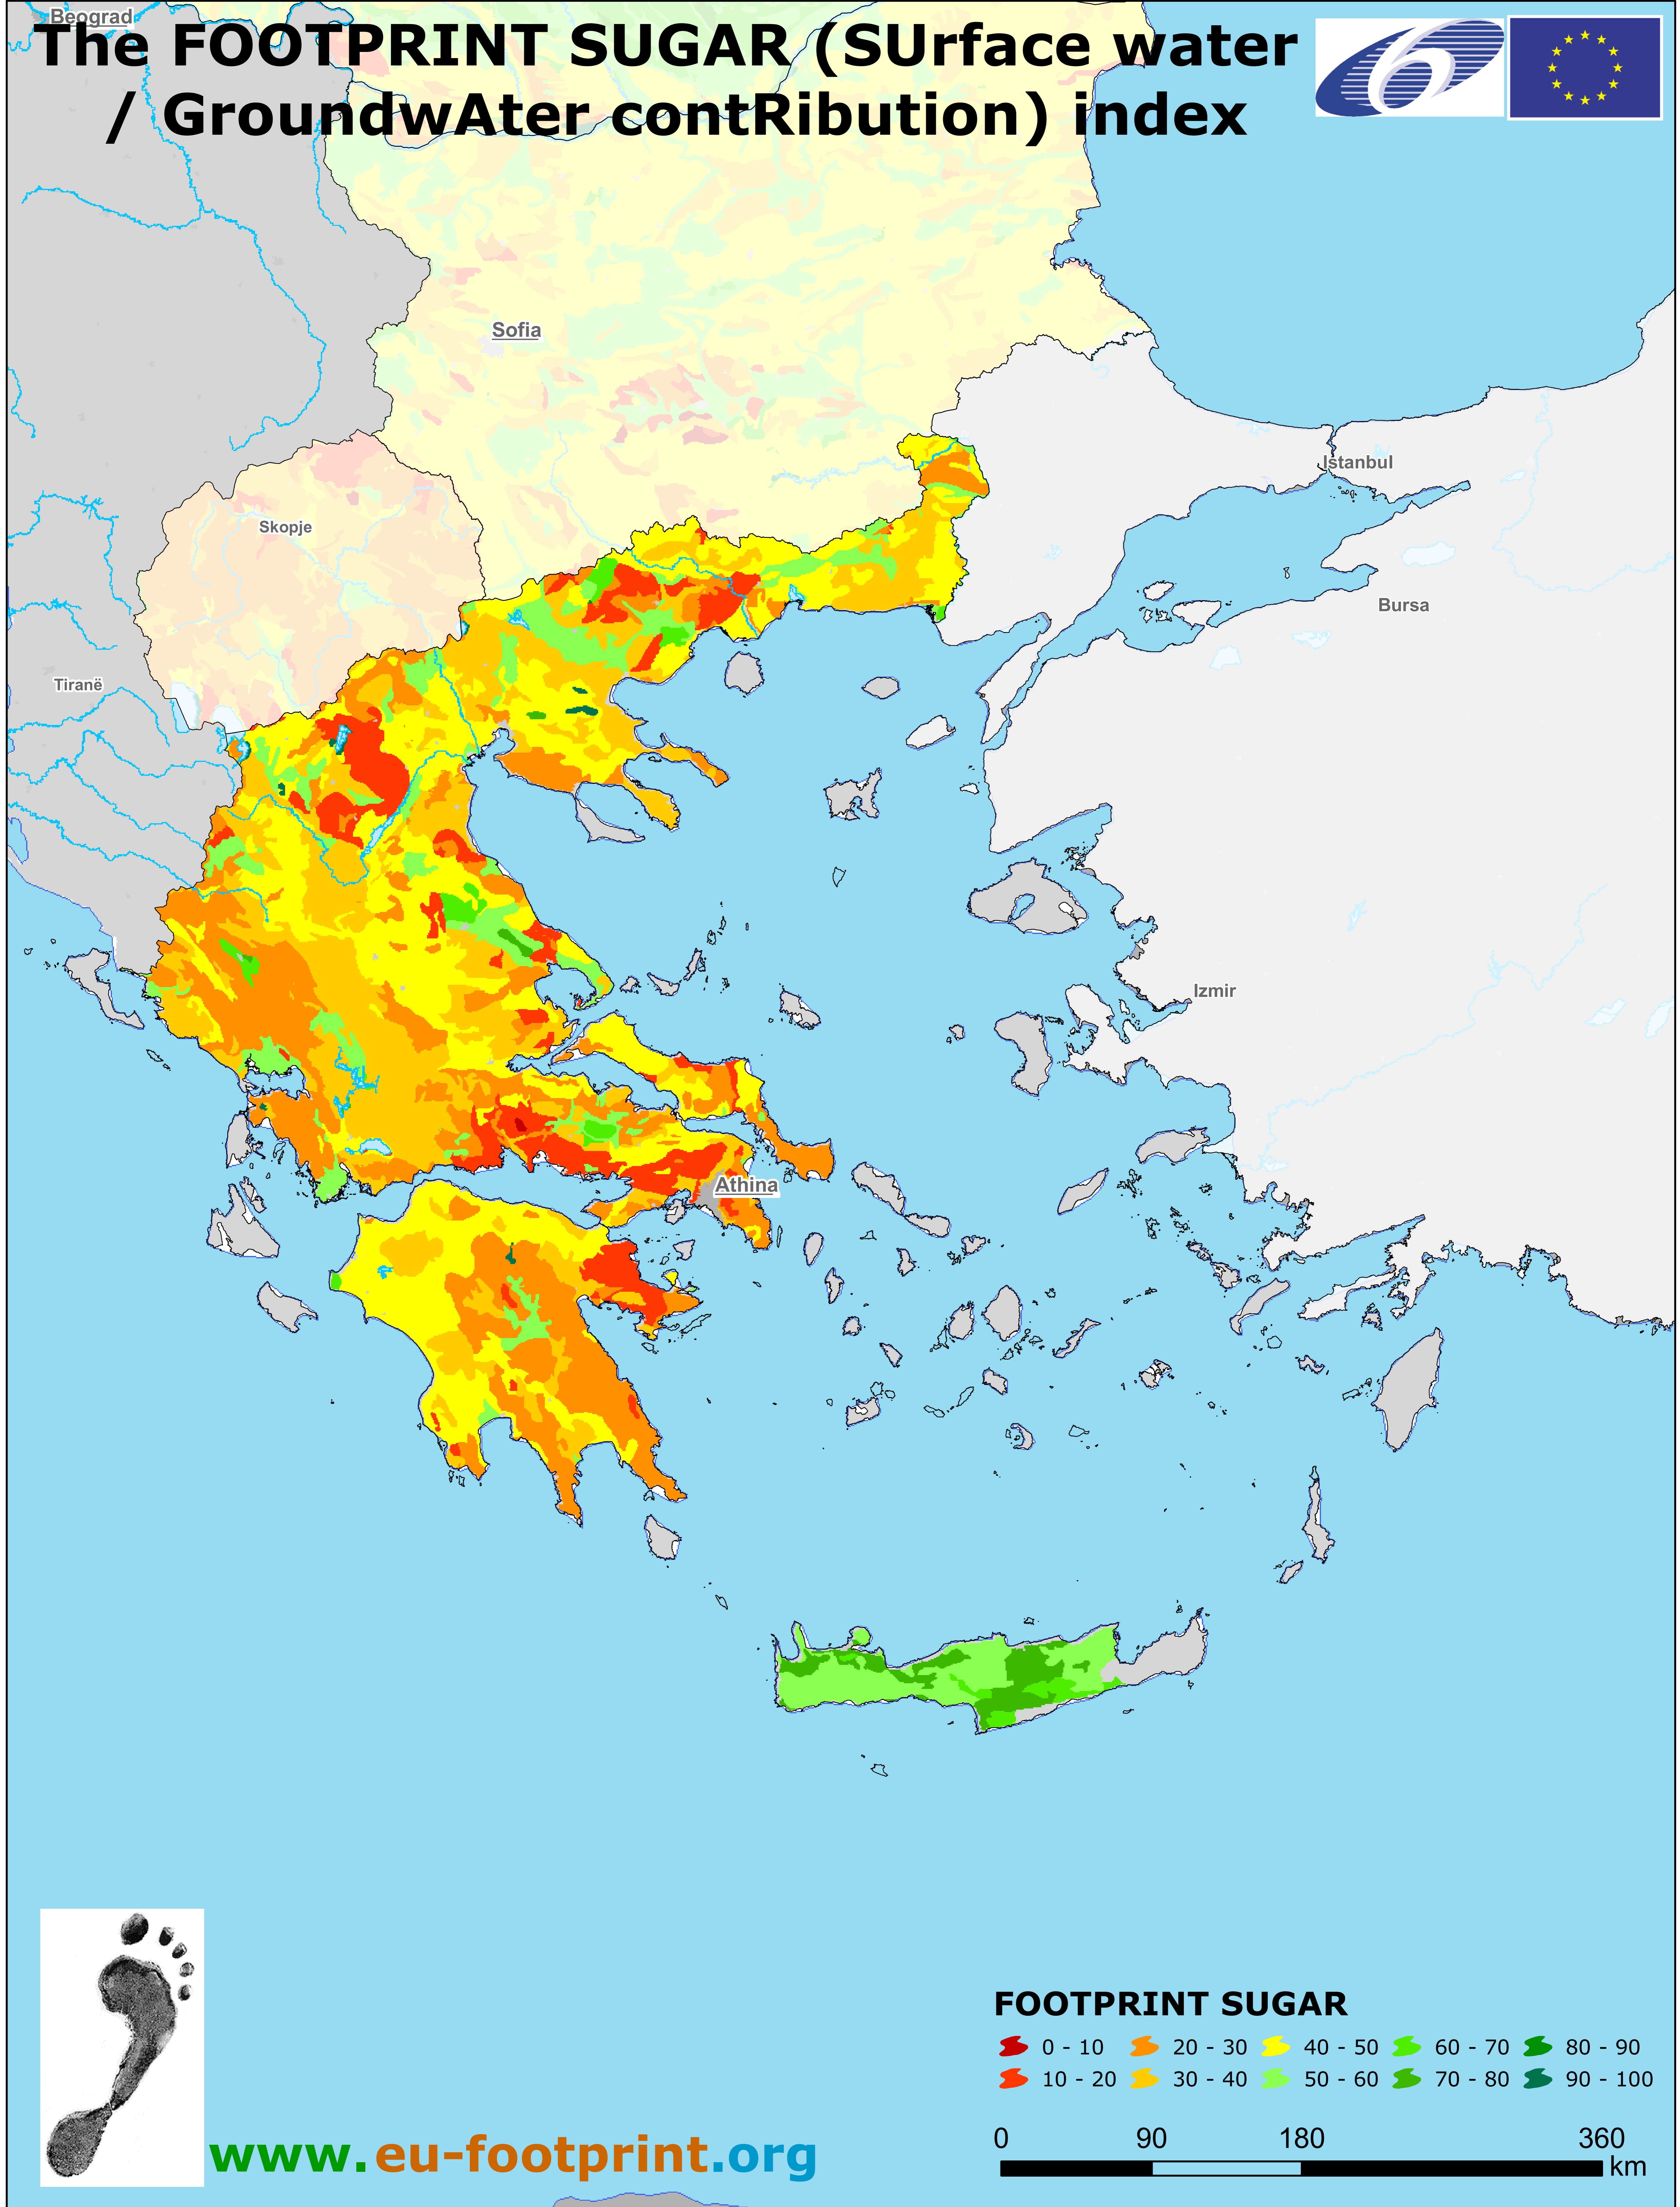 The FOOTPRINT SUGAR (SUrface water
/ GroundwAter contRibution) index
Beograd
Sofia
Istanbul
Skopje
Bursa
Tiranë
Izmir
Athina
FOOTPRINT SUGAR
0 - 10
20 - 30
40 - 50
60 - 70
80 - 90
10 - 20
30 - 40
50 - 60
70 - 80
90 - 100
0 90 180 360
km
www.eu-footprint.org